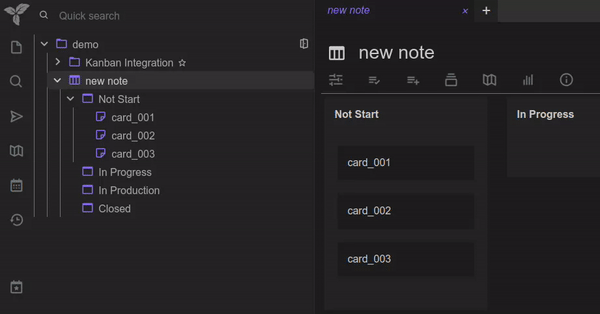 Quick search
demo
Kanban Integration
new note
Not Start
card_001
card_002
card_003
In Progress
In Production
Closed
new note
new note
Not Start
card_001
card_002
card_003
In Progress